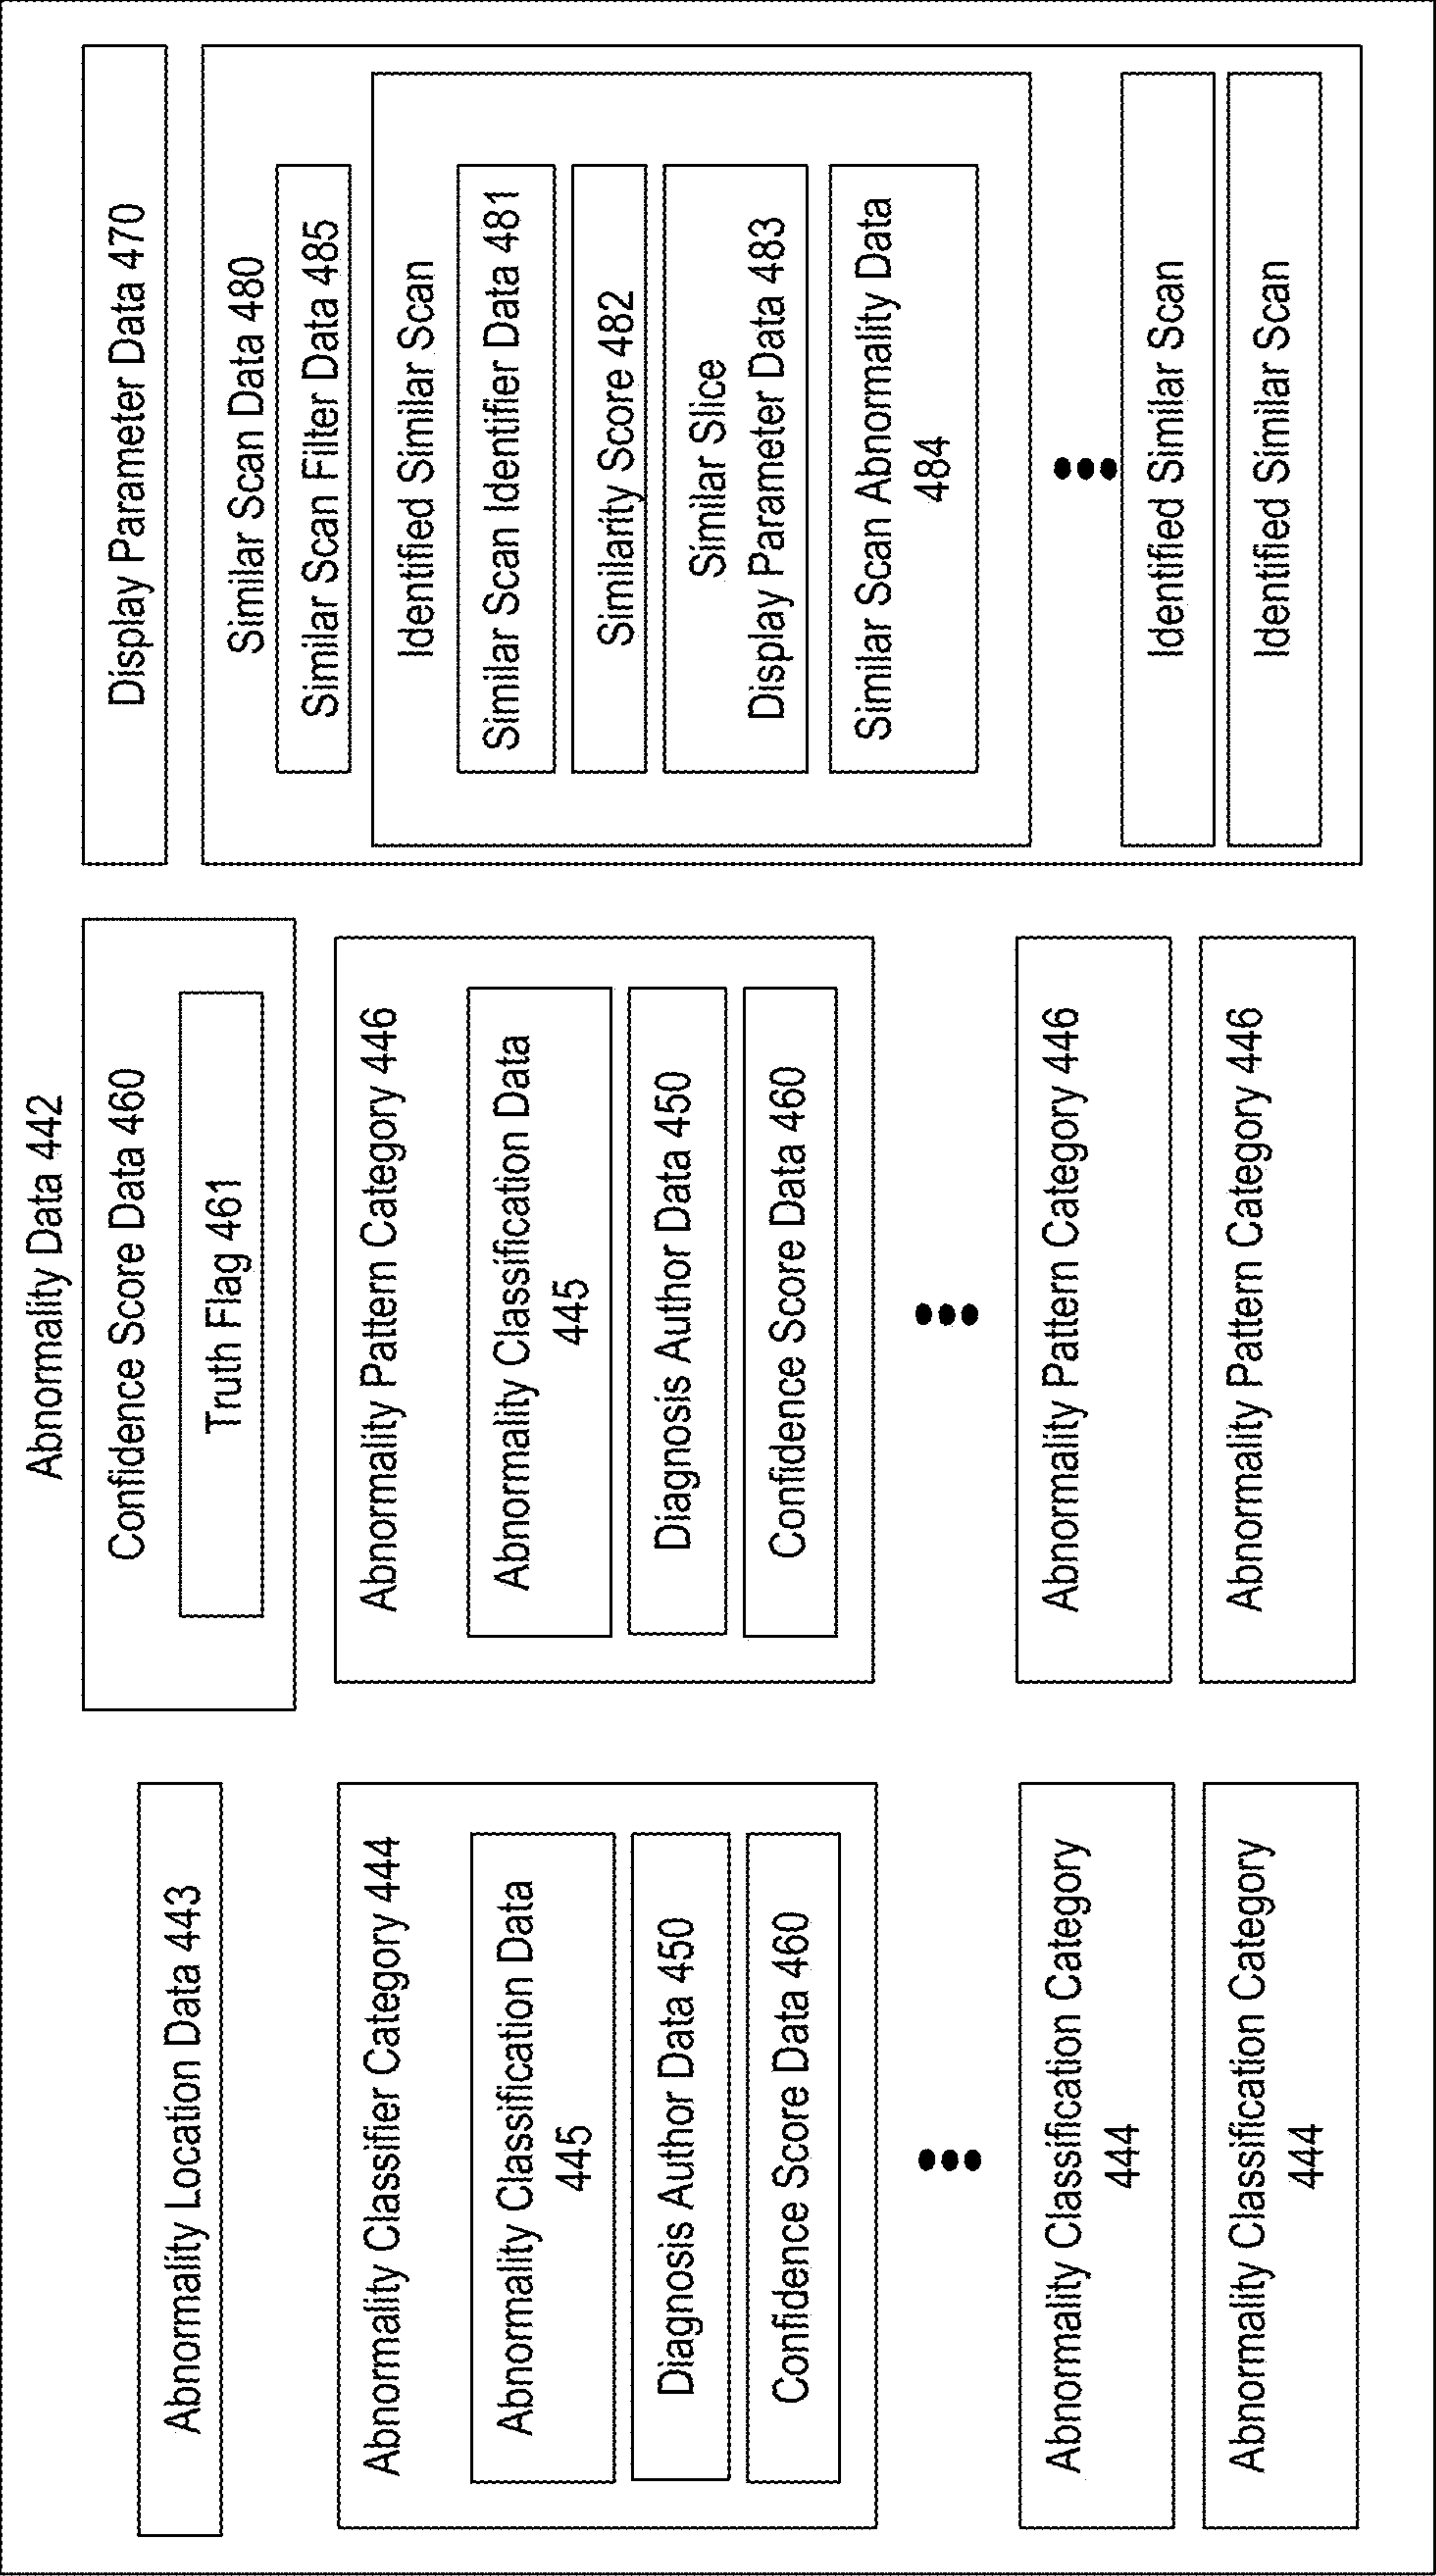 Abnormality Data 442
Abnormality Location Data 443
Abnormality Classifier Category 444
Abnormality Classification Data
445
Diagnosis Author Data 450
Confidence Score Data 460
Abnormality Classification Category
444
Abnormality Classification Category
444
Confidence Score Data 460
Truth Flag 461
Abnormality Pattern Category 446
Abnormality Classification Data
445
Diagnosis Author Data 450
Confidence Score Data 460
Abnormality Pattern Category 446
Abnormality Pattern Category 446
Display Parameter Data 470
Similar Scan Data 480
Similar Scan Filter Data 485
Identified Similar Scan
Similar Scan Identifier Data 481
Similarity Score 482
Similar Slice
Display Parameter Data 483
Similar Scan Abnormality Data
484
Identified Similar Scan
Identified Similar Scan